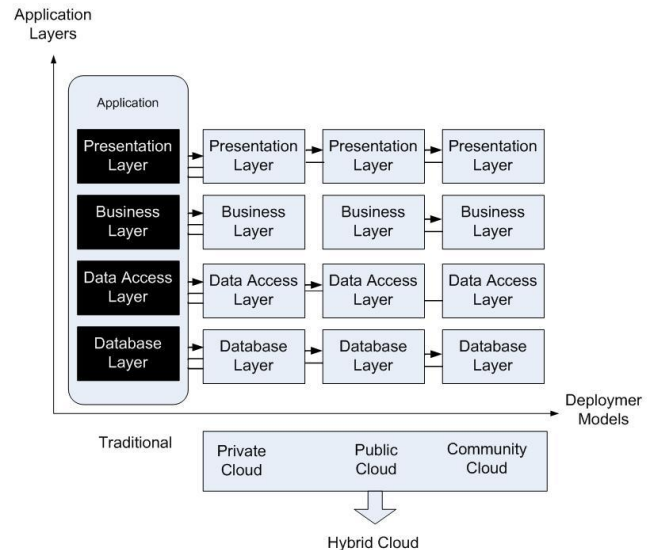 Application
Layers
Application
Presentation
Layer
Presentation
Layer
Presentation
Layer
Presentation
Layer
Business
Layer
Business
Layer
Business
Layer
Business
Layer
Data Access
Layer
Data Access
Layer
Data Access
Layer
Data Access
Layer
Database
Layer
Database
Layer
Database
Layer
Database
Layer
Deploymer
Models
Traditional
Private
Cloud
Public
Cloud
Community
Cloud
Hybrid Cloud